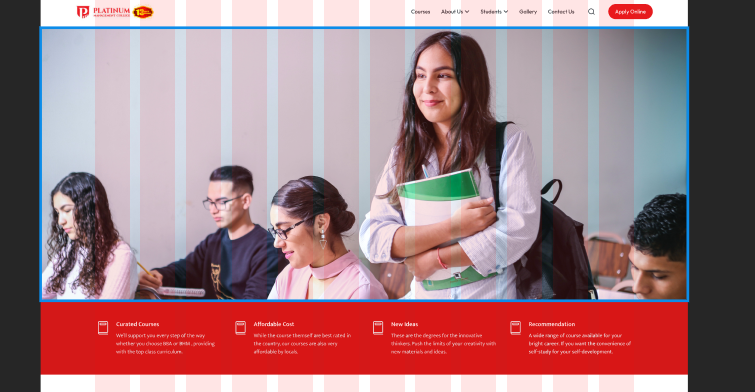 PLATINUM
MANAGEMENT COLLEGE
Courses
About Us
Students
Gallery
Contact Us
Apply Online
Curated Courses
We'll support you every step of the way
whether you choose BBA or BHM, providing
with the top class curriculum.
Affordable Cost
While the course themself are best rated in
the country, our courses are also very
affordable by locals.
New Ideas
These are the degrees for the innovative
thinkers. Push the limits of your creativity with
new materials and ideas.
Recommendation
A wide range of course available for your
bright career. If you want the convenience of
self-study for your self-development.